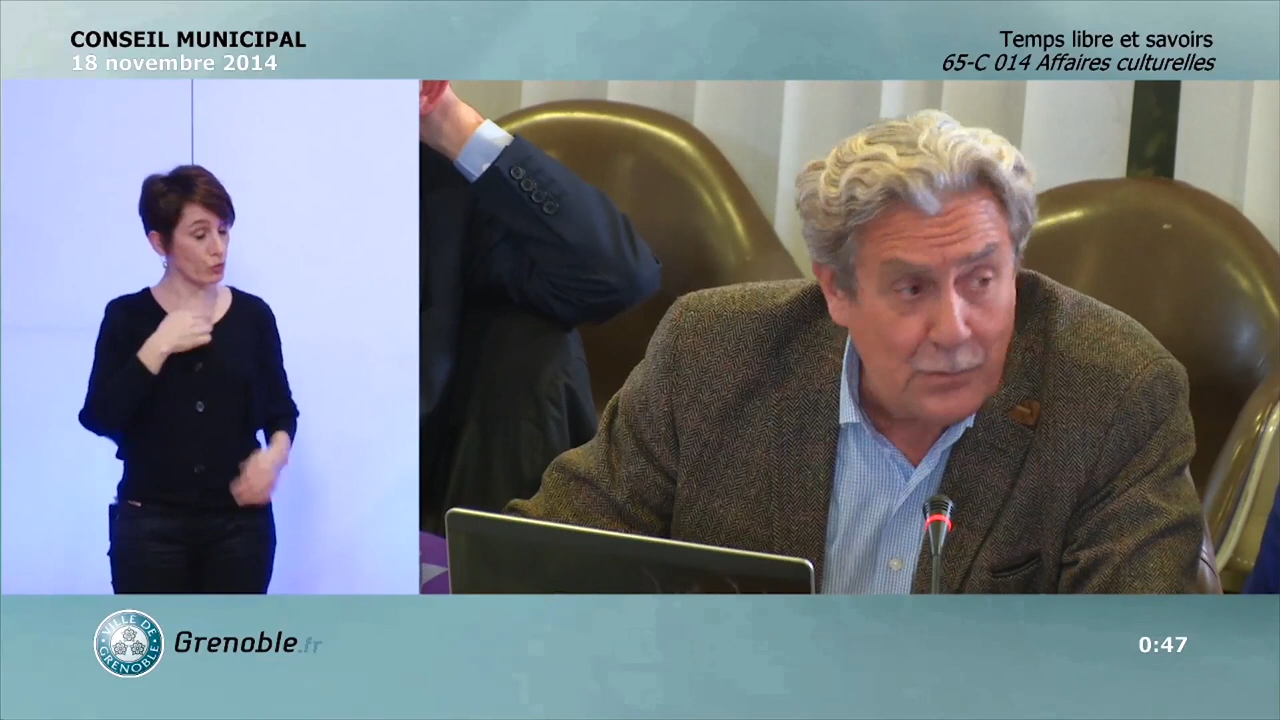 CONSEIL MUNICIPAL
18 novembre 2014
Temps libre et savoirs
65-C 014 Affaires culturelles
VILLE DE GRENOBLE
Grenoble.fr
0:47